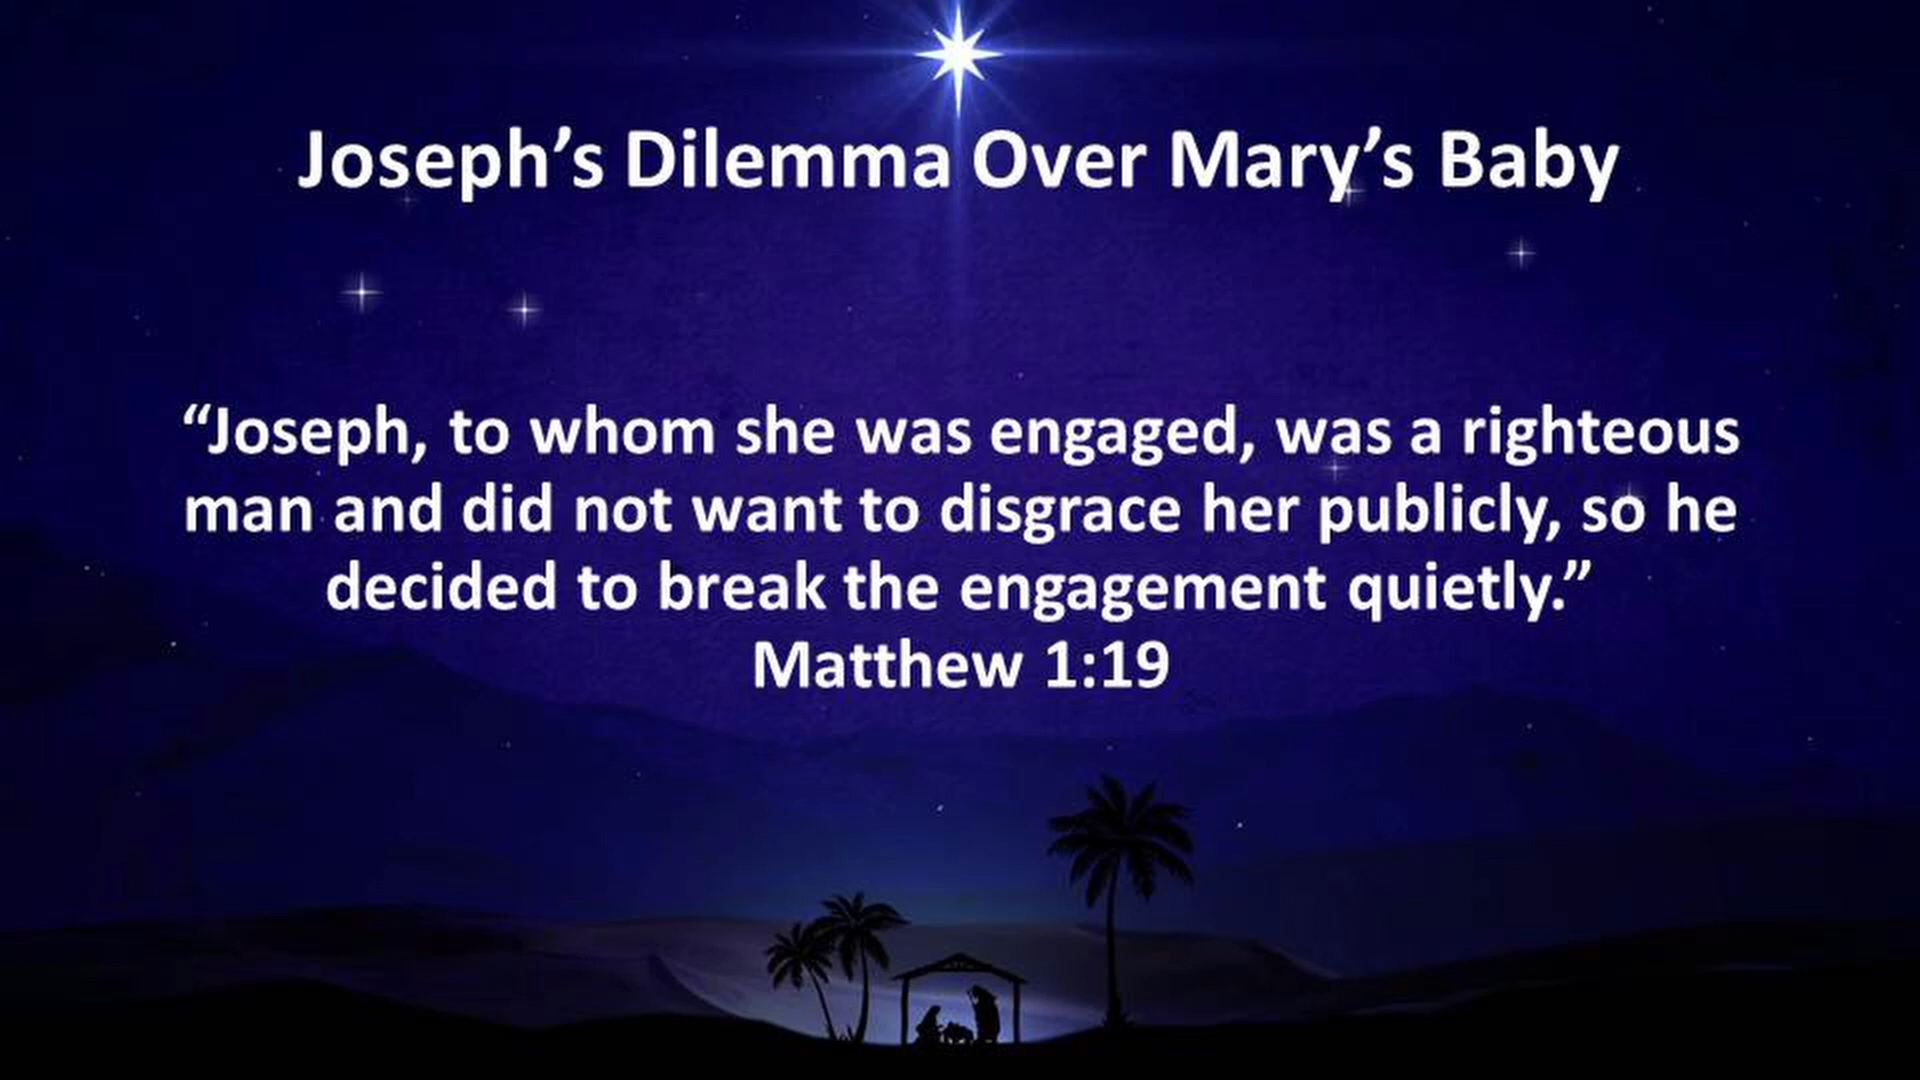 Joseph’s Dilemma Over Mary’s Baby
“Joseph, to whom she was engaged, was a righteous
man and did not want to disgrace her publicly, so he
decided to break the engagement quietly.”
Matthew 1:19